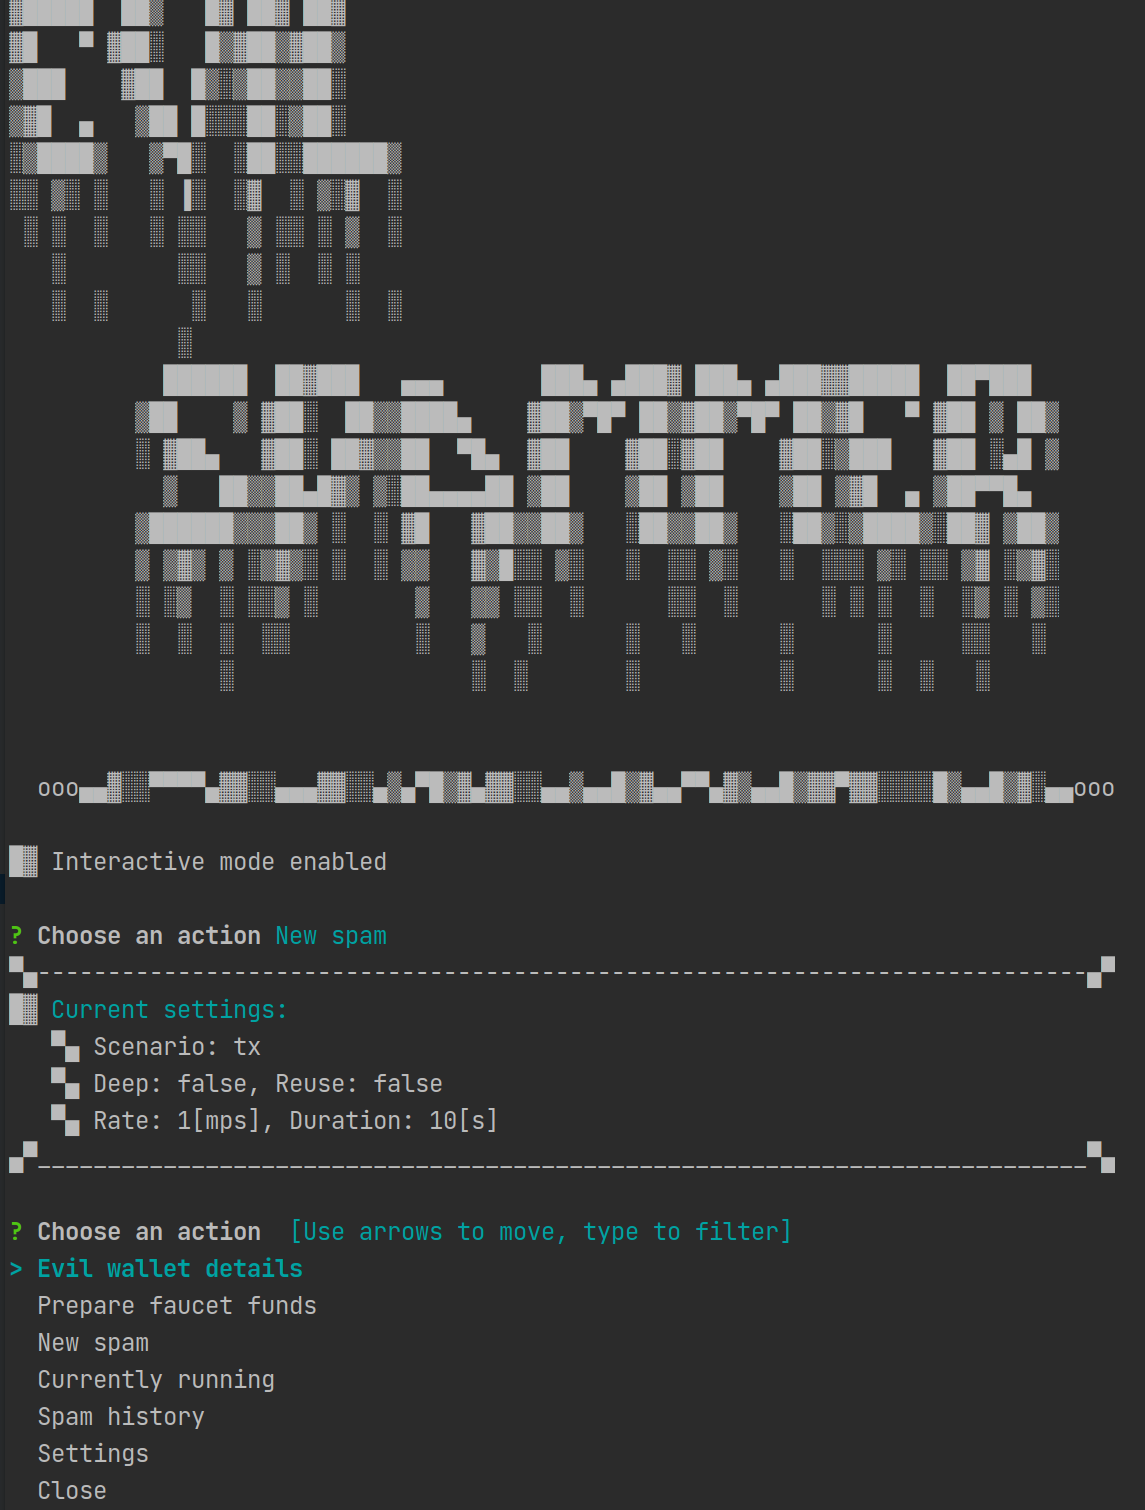 ooo ooo
Interactive mode enabled
? Choose an action New spam
Current settings:
Scenario: tx
Deep: false, Reuse: false
Rate: 1[mps], Duration: 10[s]
? Choose an action [Use arrows to move, type to filter]
> Evil wallet details
Prepare faucet funds
New spam
Currently running
Spam history
Settings
Close